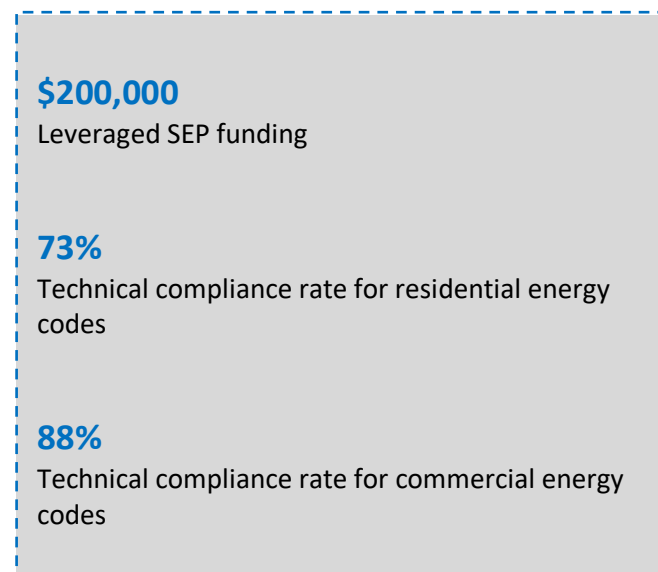 $200,000
Leveraged SEP funding
73%
Technical compliance rate for residential energy
codes
88%
Technical compliance rate for commercial energy
codes